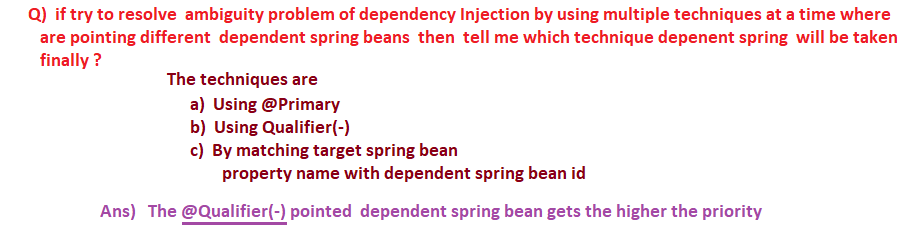 Q) if try to resolve ambiguity problem of dependency Injection by using multiple techniques at a time where
are pointing different dependent spring beans then tell me which technique depenent spring will be taken
finally ?
The techniques are
a) Using @Primary
b) Using Qualifier(-)
c) By matching target spring bean
property name with dependent spring bean id
Ans) The @Qualifier(-) pointed dependent spring bean gets the higher the priority